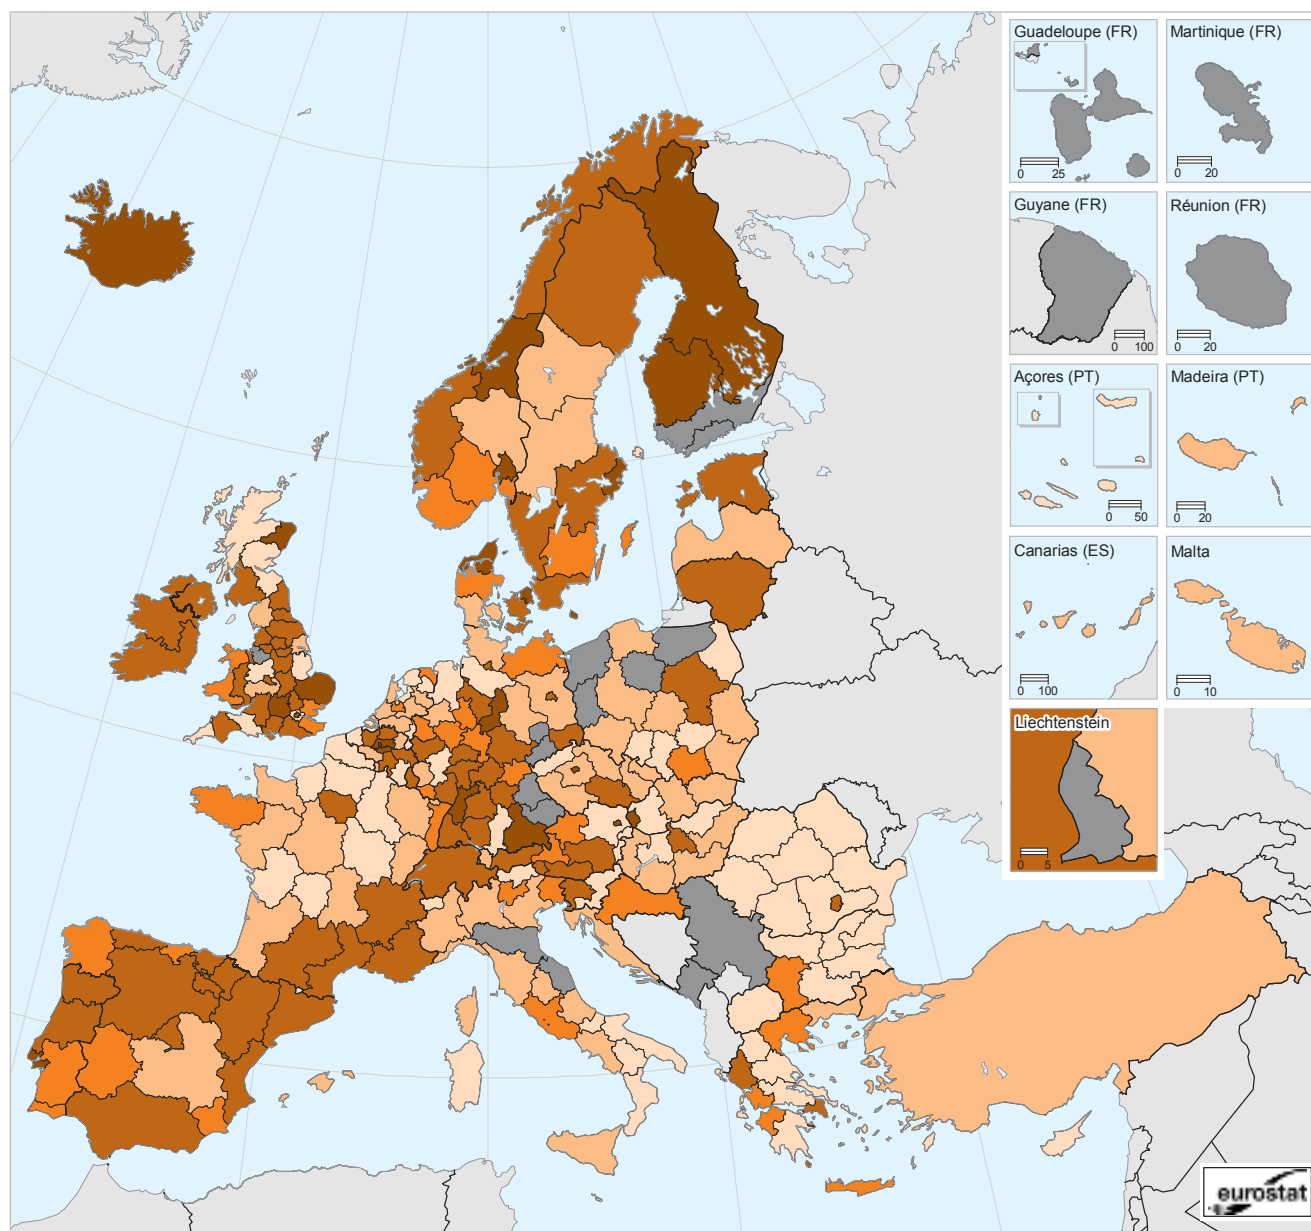 Guadeloupe (FR)
0 25
Martinique (FR)
0 20
Guyane (FR)
0 100
Réunion (FR)
0 20
Açores (PT)
0 50
Madeira (PT)
0 20
Canarias (ES)
0 100
Malta
0 10
Liechtenstein
0 5
eurostat